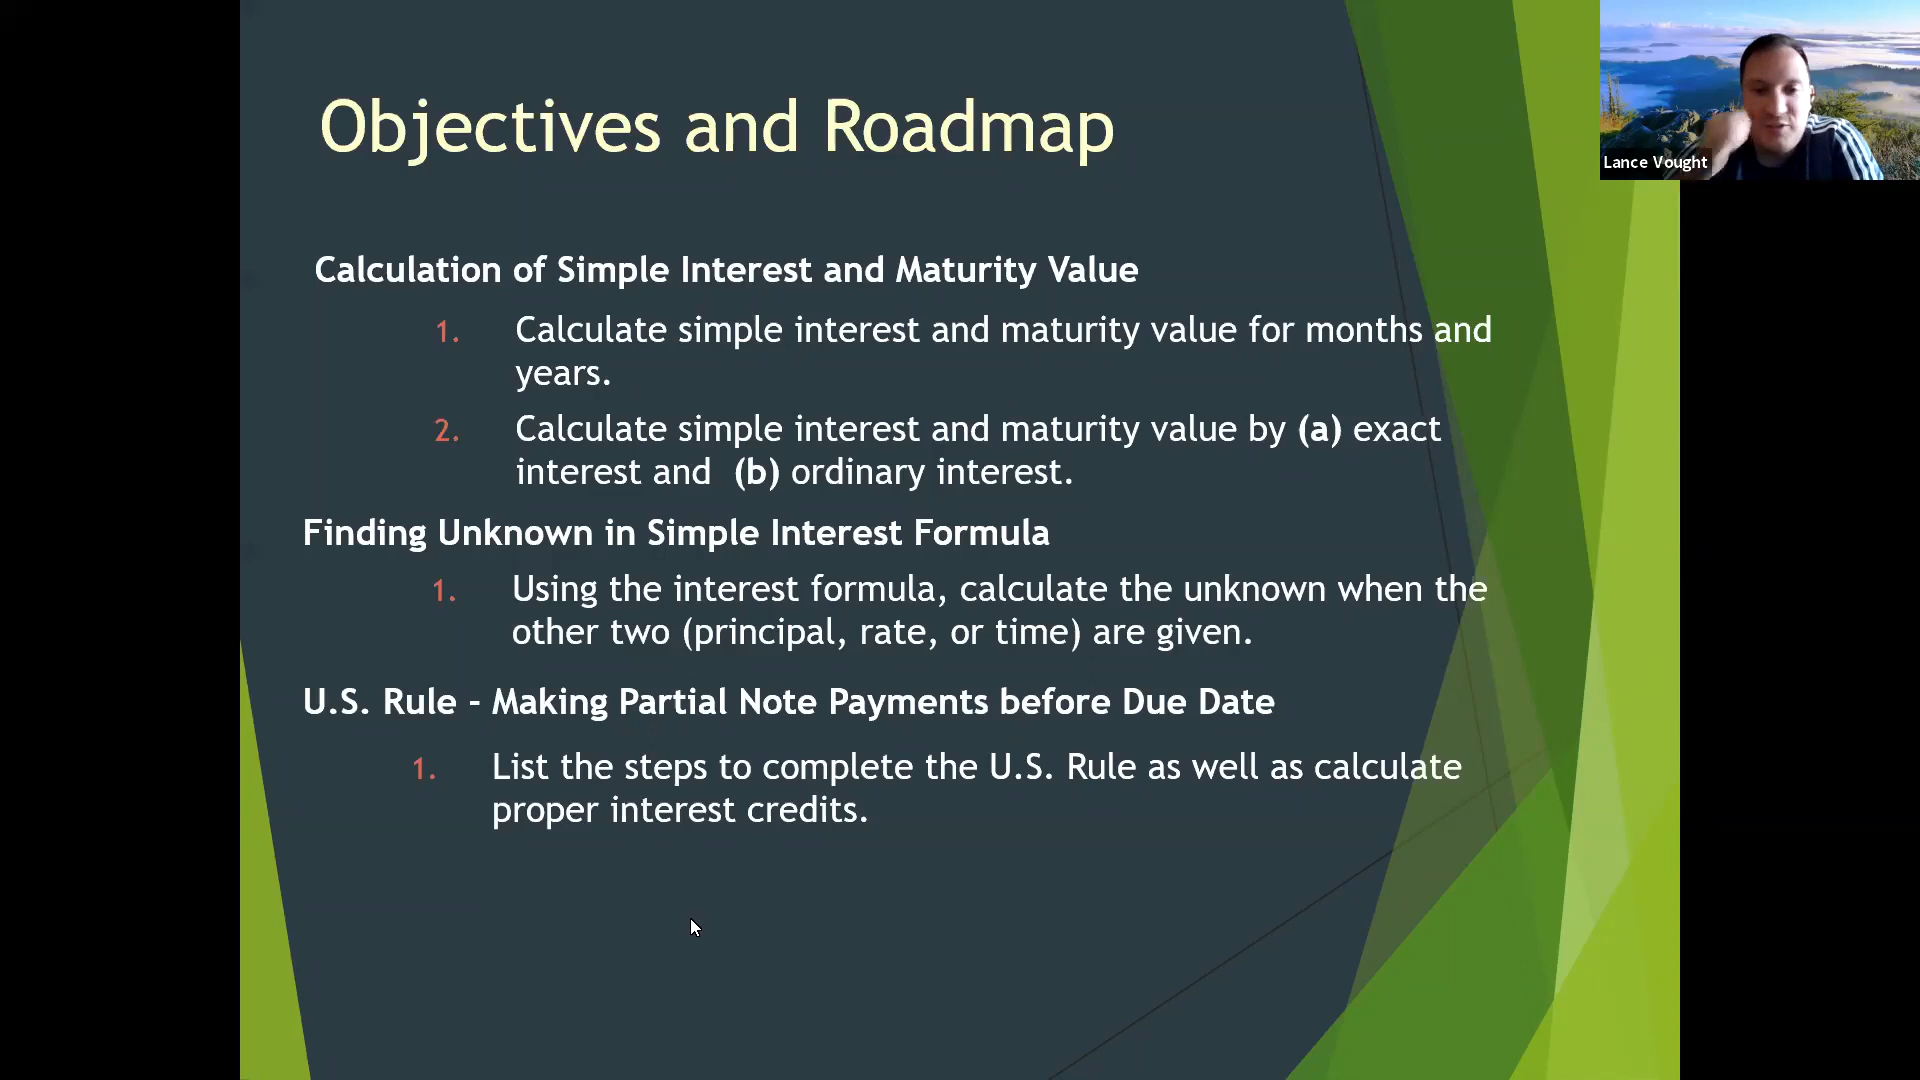 Objectives and Roadmap
Lance Vought
Calculation of Simple Interest and Maturity Value
1. Calculate simple interest and maturity value for months and
years.
2. Calculate simple interest and maturity value by (a) exact
interest and (b) ordinary interest.
Finding Unknown in Simple Interest Formula
1. Using the interest formula, calculate the unknown when the
other two (principal, rate, or time) are given.
U.S. Rule - Making Partial Note Payments before Due Date
1. List the steps to complete the U.S. Rule as well as calculate
proper interest credits.